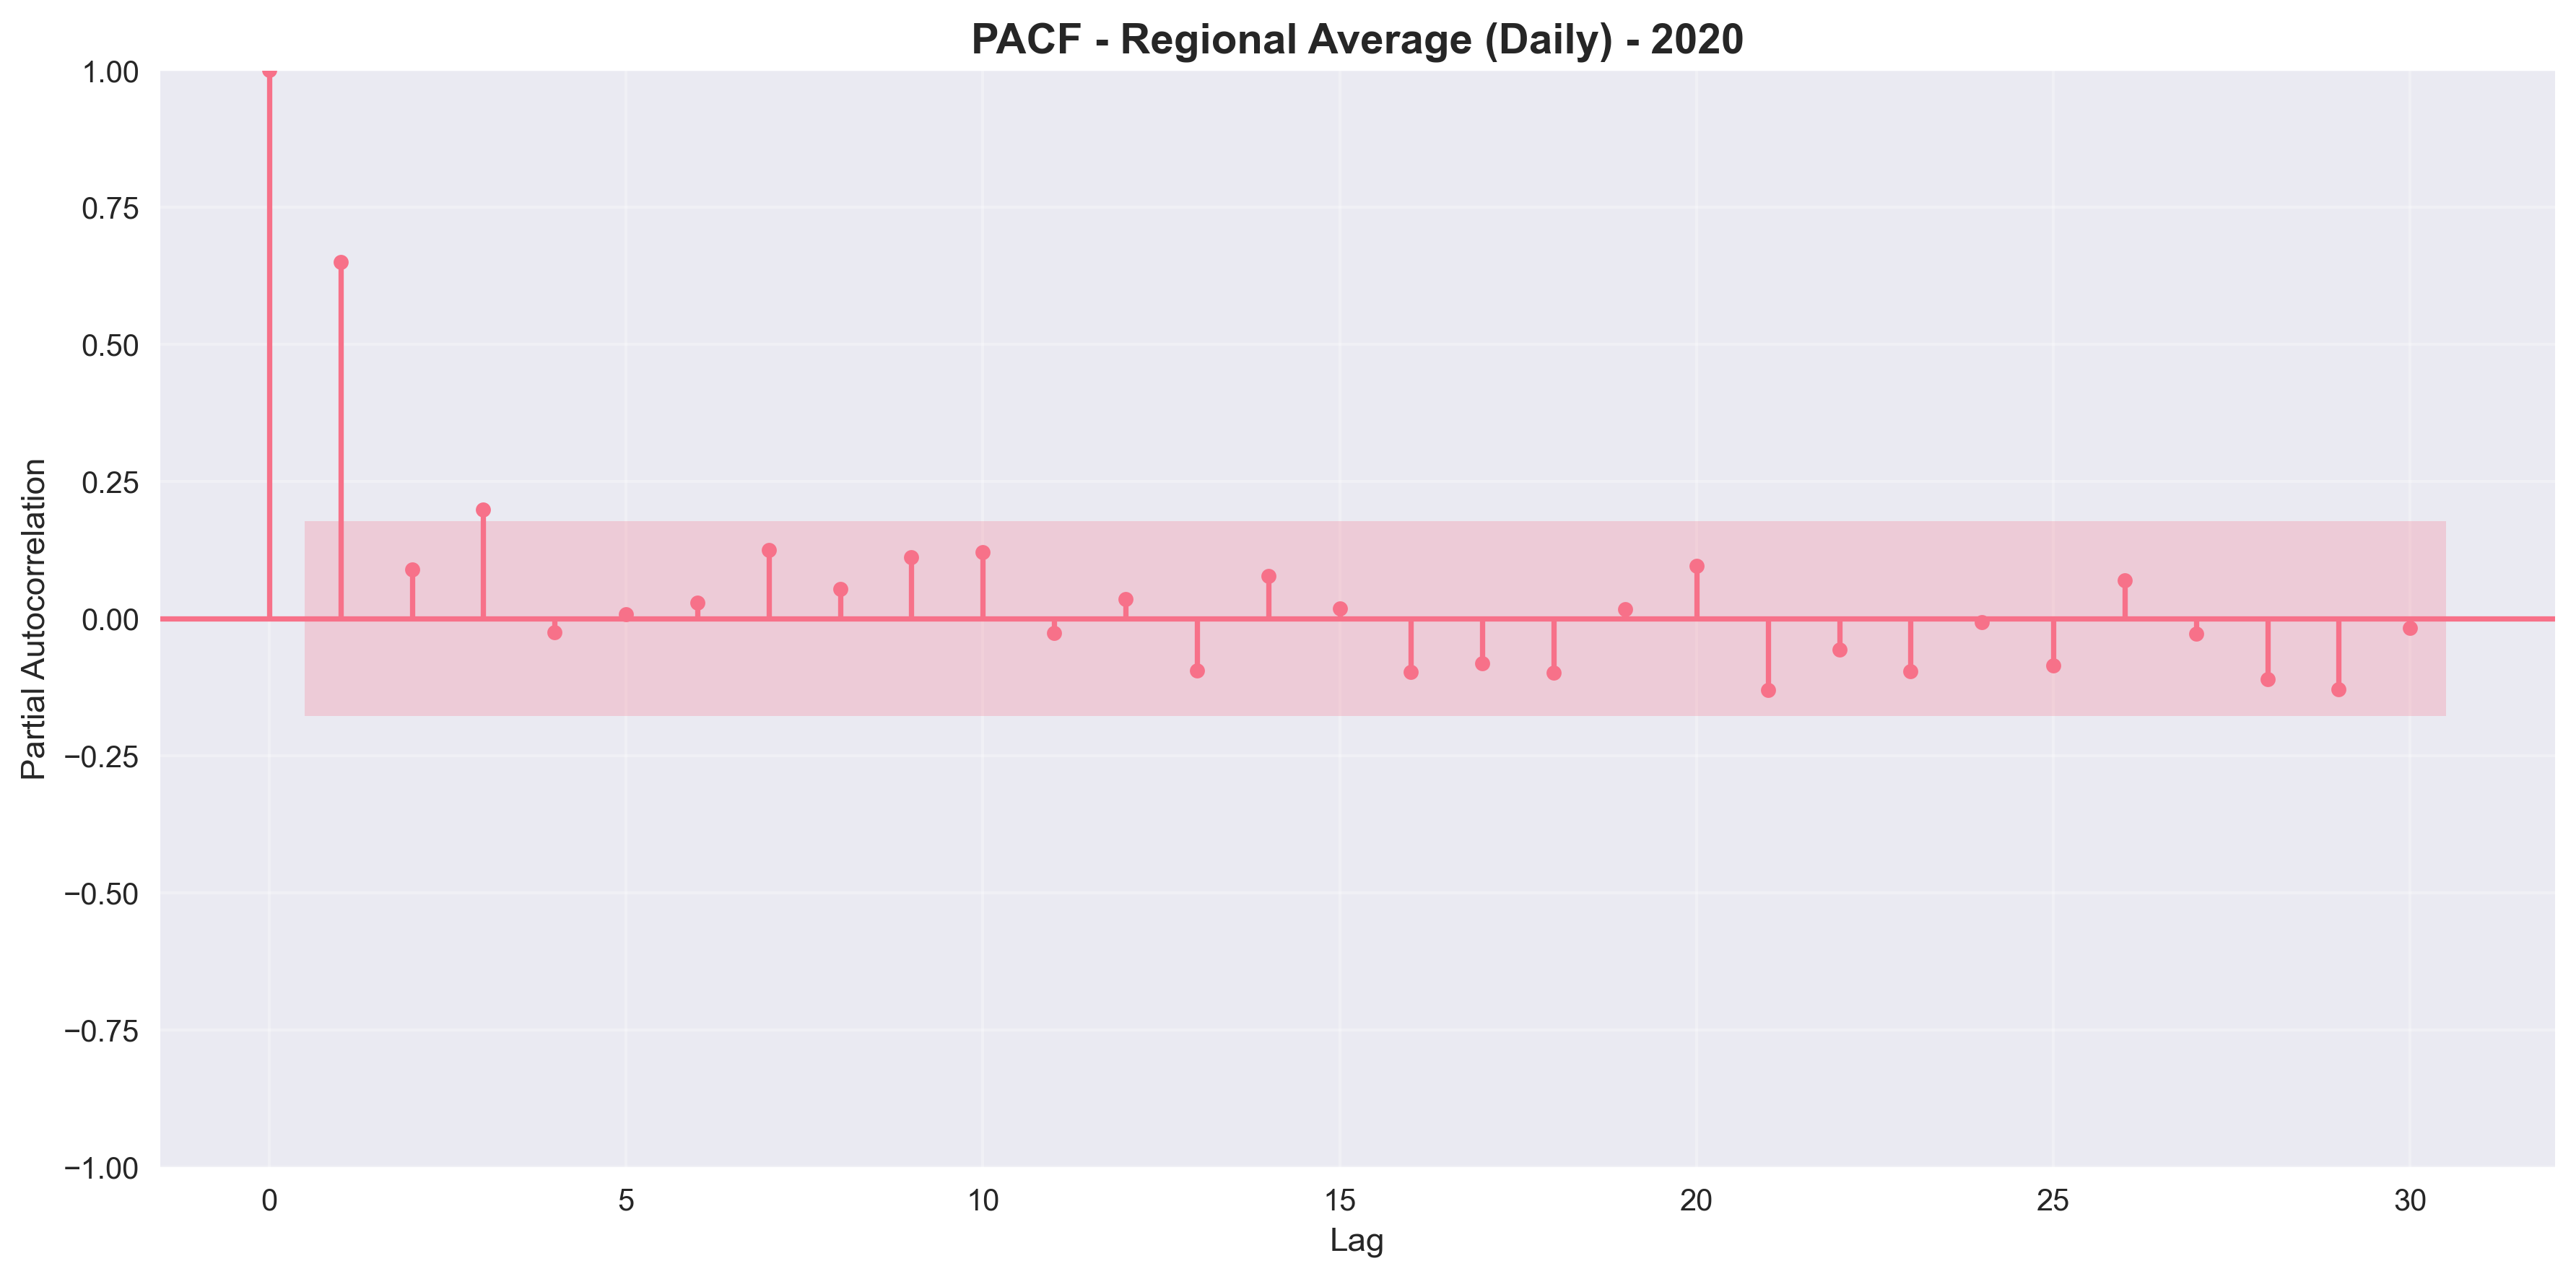 PACF - Regional Average (Daily) - 2020
1.00
0.75
0.50
0.25
0.00
−0.25
−0.50
−0.75
−1.00
Partial Autocorrelation
0 5 10 15 20 25 30
Lag